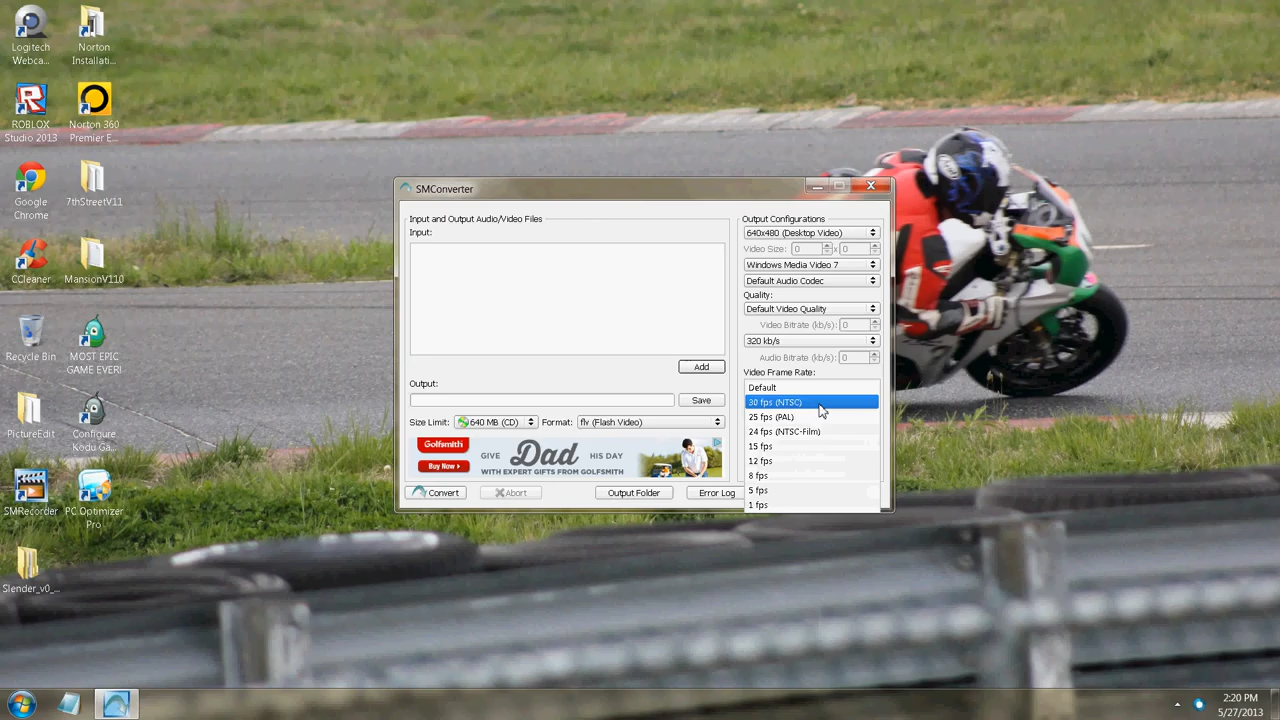 Logitech
Webca...
Norton
Installati...
ROBLOX
Studio 2013
Norton 360
Premier E...
Google
Chrome
7thStreetV11
CCleaner
MansionV110
Recycle Bin
MOST EPIC
GAME EVER!
PictureEdit
Configure
Kodu Ga...
SMRecorder
PC Optimizer
Pro
Slender_v0_...
SMConverter
Input and Output Audio/Video Files
Input:
Add
Output:
Save
Size Limit:
640 MB (CD)
Format:
flv (Flash Video)
Golfsmith
Buy Now
GIVE Dad HIS DAY
WITH EXPERT GIFTS FROM GOLFSMITH
Convert
Abort
Output Folder
Error Log
Output Configurations
640x480 (Desktop Video)
Video Size: 0 x 0
Windows Media Video 7
Default Audio Codec
Quality:
Default Video Quality
Video Bitrate (kb/s): 0
320 kb/s
Audio Bitrate (kb/s): 0
Video Frame Rate:
Default
30 fps (NTSC)
25 fps (PAL)
24 fps (NTSC-Film)
15 fps
12 fps
8 fps
5 fps
1 fps
2:20 PM
5/27/2013